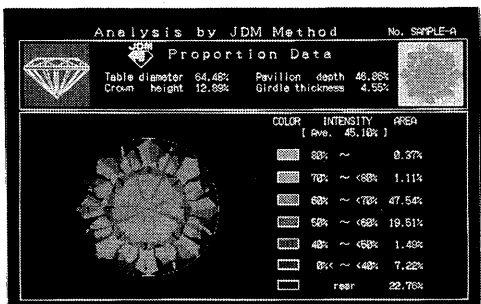 Analysis by JDM Method No. SAMPLE-A
JDM
Proportion Data
Table diameter 64.48% Pavilion depth 46.86%
Crown height 12.89% Girdle thickness 4.55%
COLOR INTENSITY AREA
[ Ave. 45.10% ]
80% ~ 0.37%
70% ~ <80% 1.11%
60% ~ <70% 47.54%
50% ~ <60% 19.51%
40% ~ <50% 1.49%
0%< ~ <40% 7.22%
rear 22.76%